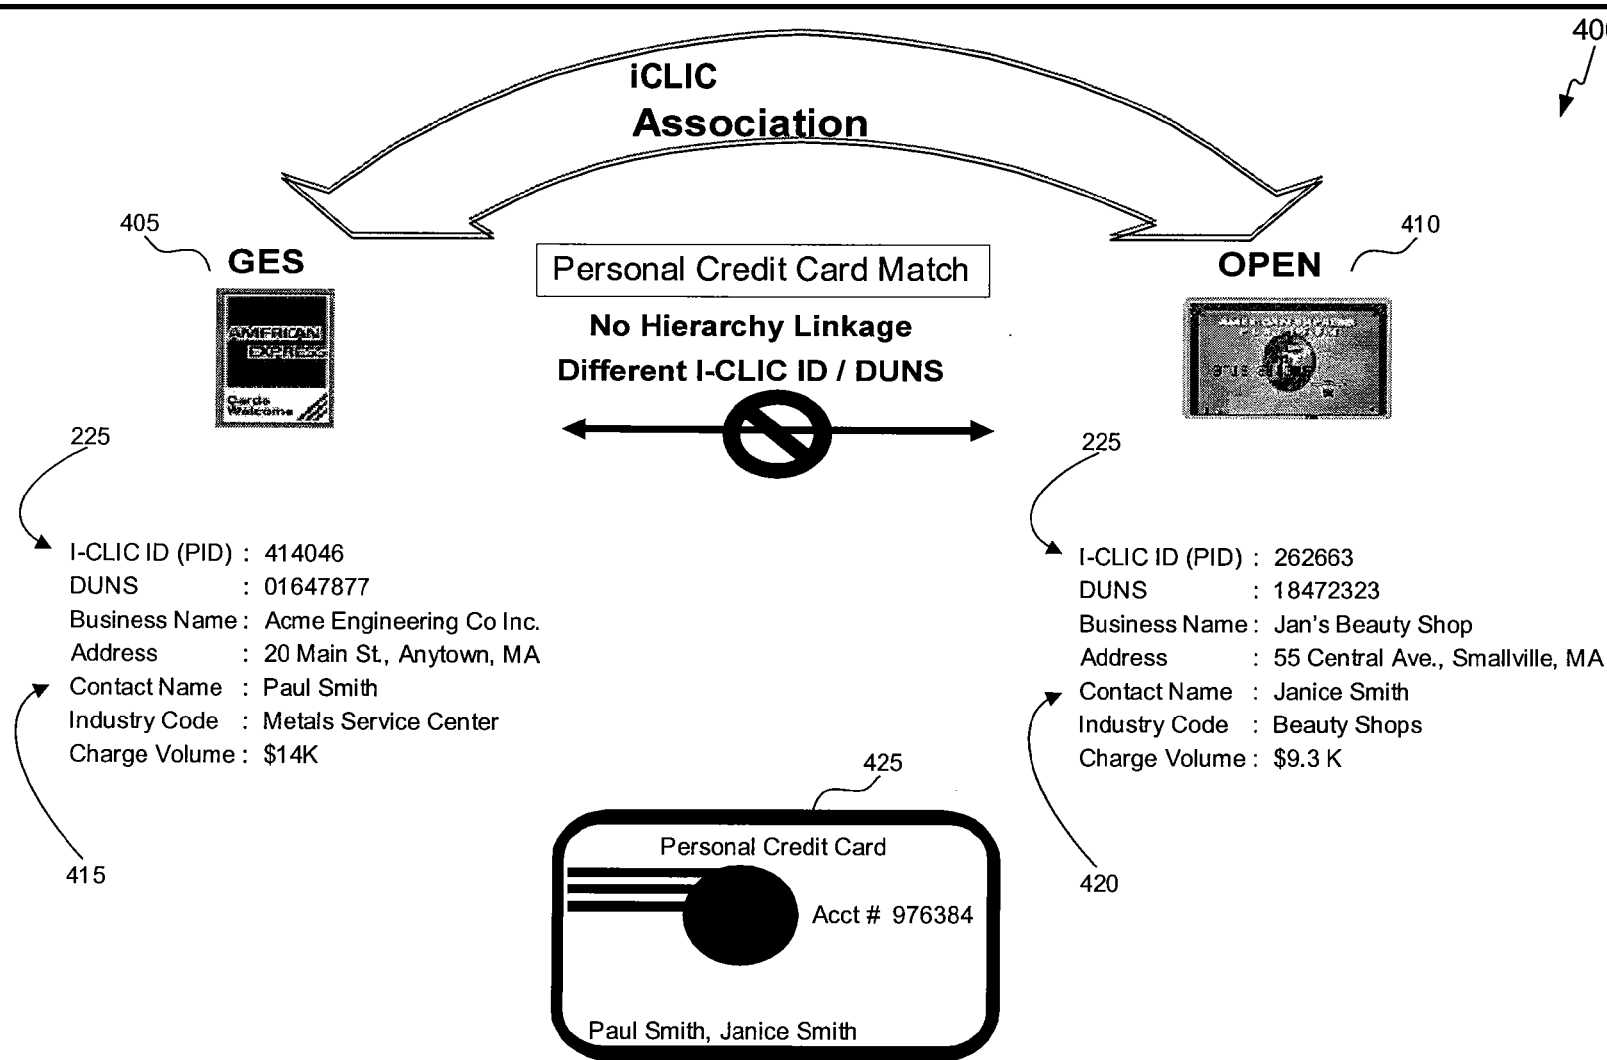 400
iCLIC
Association
405
GES
AMERICAN
EXPRESS
Cards
Welcome
Personal Credit Card Match
No Hierarchy Linkage
Different I-CLIC ID / DUNS
OPEN
410
225
I-CLIC ID (PID) : 414046
DUNS : 01647877
Business Name : Acme Engineering Co Inc.
Address : 20 Main St., Anytown, MA
Contact Name : Paul Smith
Industry Code : Metals Service Center
Charge Volume : $14K
415
225
I-CLIC ID (PID) : 262663
DUNS : 18472323
Business Name : Jan's Beauty Shop
Address : 55 Central Ave., Smallville, MA
Contact Name : Janice Smith
Industry Code : Beauty Shops
Charge Volume : $9.3 K
420
425
Personal Credit Card
Acct # 976384
Paul Smith, Janice Smith